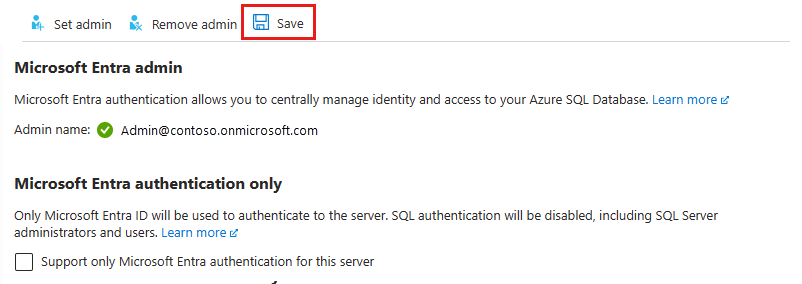 Set admin Remove admin Save
Microsoft Entra admin
Microsoft Entra authentication allows you to centrally manage identity and access to your Azure SQL Database. Learn more
Admin name: Admin@contoso.onmicrosoft.com
Microsoft Entra authentication only
Only Microsoft Entra ID will be used to authenticate to the server. SQL authentication will be disabled, including SQL Server
administrators and users. Learn more
Support only Microsoft Entra authentication for this server